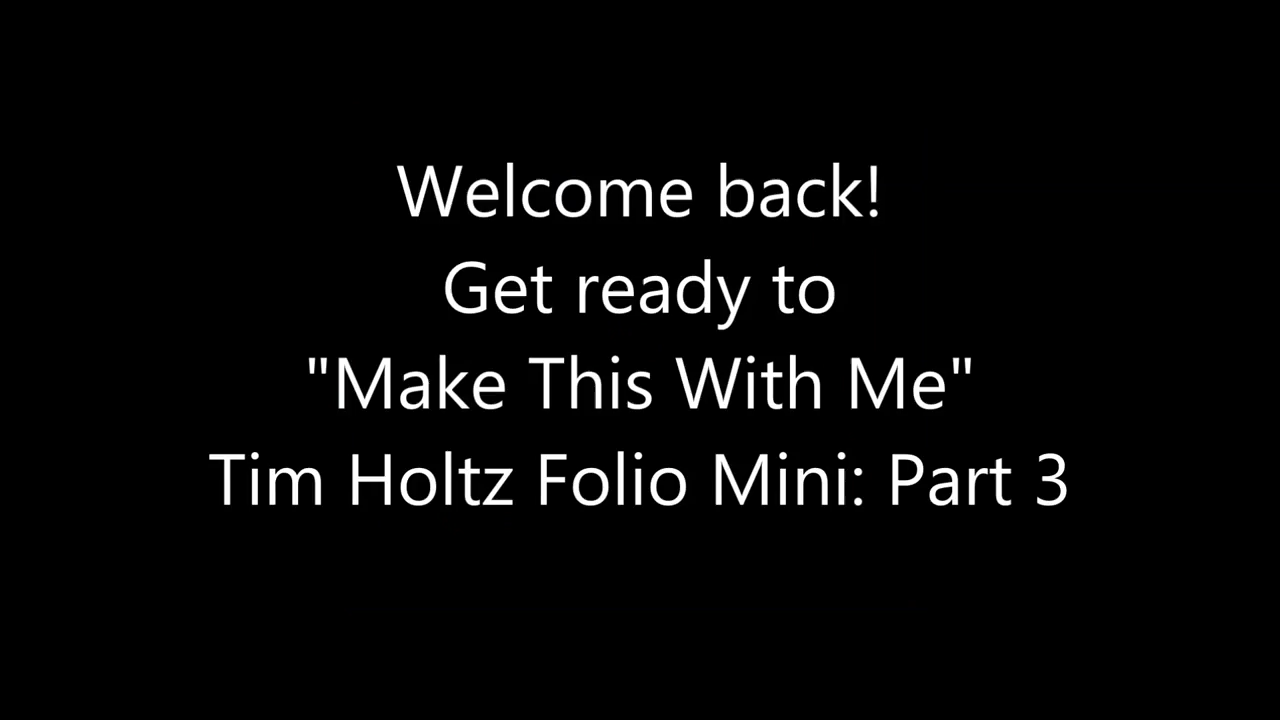 Welcome back!
Get ready to
"Make This With Me"
Tim Holtz Folio Mini: Part 3